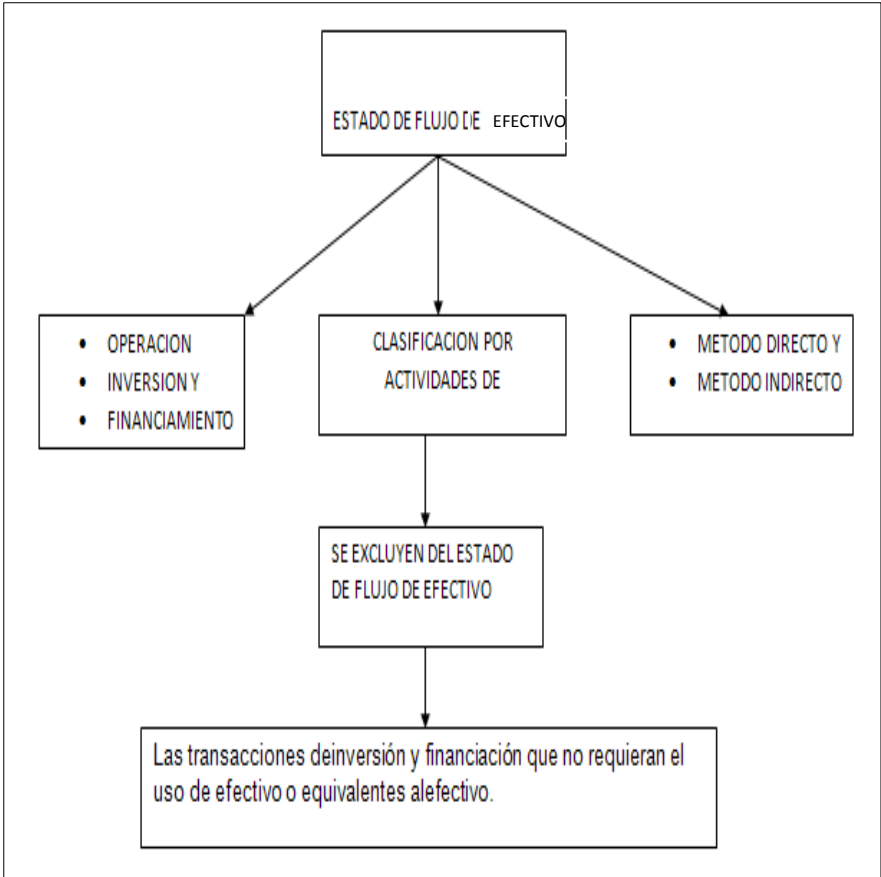 ESTADO DE FLUJO DE EFECTIVO
• OPERACION
• INVERSION Y
• FINANCIAMIENTO
CLASIFICACION POR
ACTIVIDADES DE
• METODO DIRECTO Y
• METODO INDIRECTO
SE EXCLUYEN DEL ESTADO
DE FLUJO DE EFECTIVO
Las transacciones deinversión y financiación que no requieran el
uso de efectivo o equivalentes alefectivo.